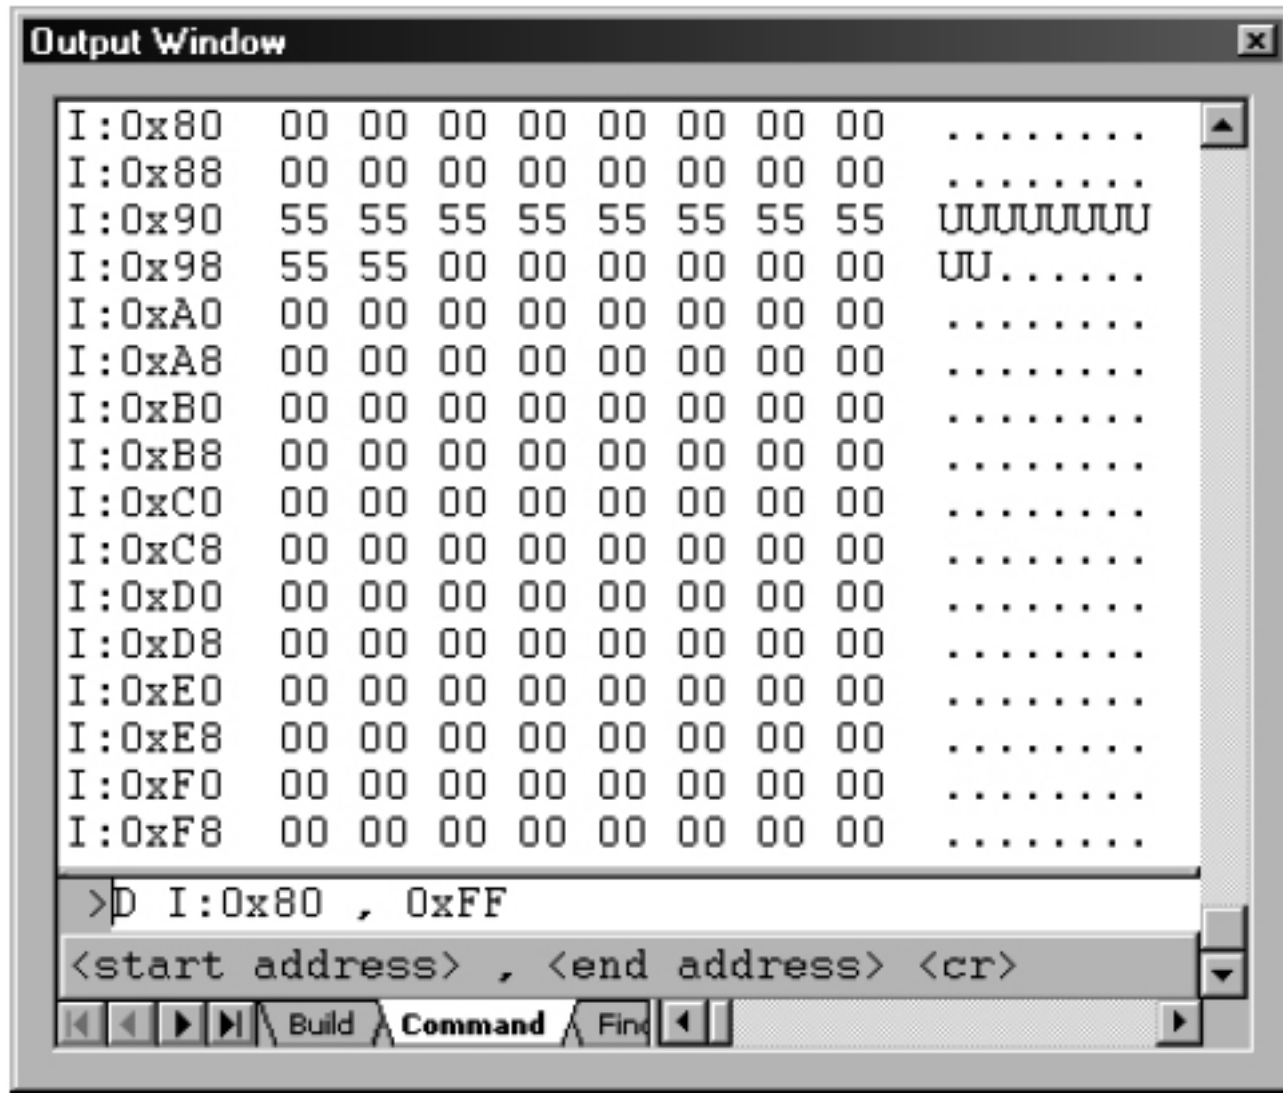 Output Window
I:0x80 00 00 00 00 00 00 00 00 ........
I:0x88 00 00 00 00 00 00 00 00 ........
I:0x90 55 55 55 55 55 55 55 55 UUUUUUUU
I:0x98 55 55 00 00 00 00 00 00 UU......
I:0xA0 00 00 00 00 00 00 00 00 ........
I:0xA8 00 00 00 00 00 00 00 00 ........
I:0xB0 00 00 00 00 00 00 00 00 ........
I:0xB8 00 00 00 00 00 00 00 00 ........
I:0xC0 00 00 00 00 00 00 00 00 ........
I:0xC8 00 00 00 00 00 00 00 00 ........
I:0xD0 00 00 00 00 00 00 00 00 ........
I:0xD8 00 00 00 00 00 00 00 00 ........
I:0xE0 00 00 00 00 00 00 00 00 ........
I:0xE8 00 00 00 00 00 00 00 00 ........
I:0xF0 00 00 00 00 00 00 00 00 ........
I:0xF8 00 00 00 00 00 00 00 00 ........
>D I:0x80 , 0xFF
<start address> , <end address> <cr>
Build Command Find